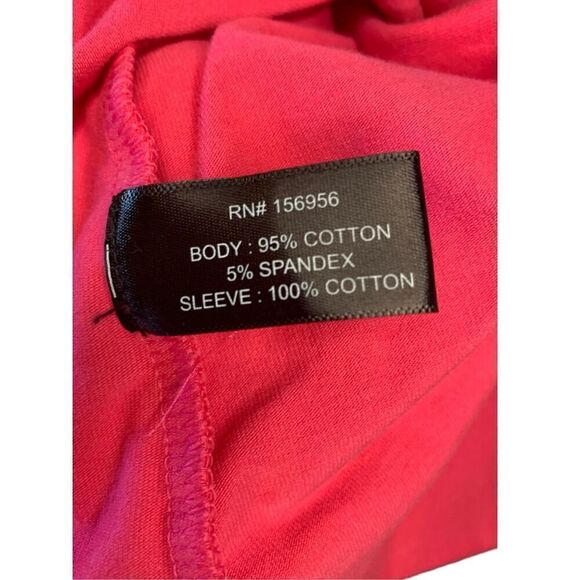 RN# 156956
BODY : 95% COTTON
5% SPANDEX
SLEEVE : 100% COTTON